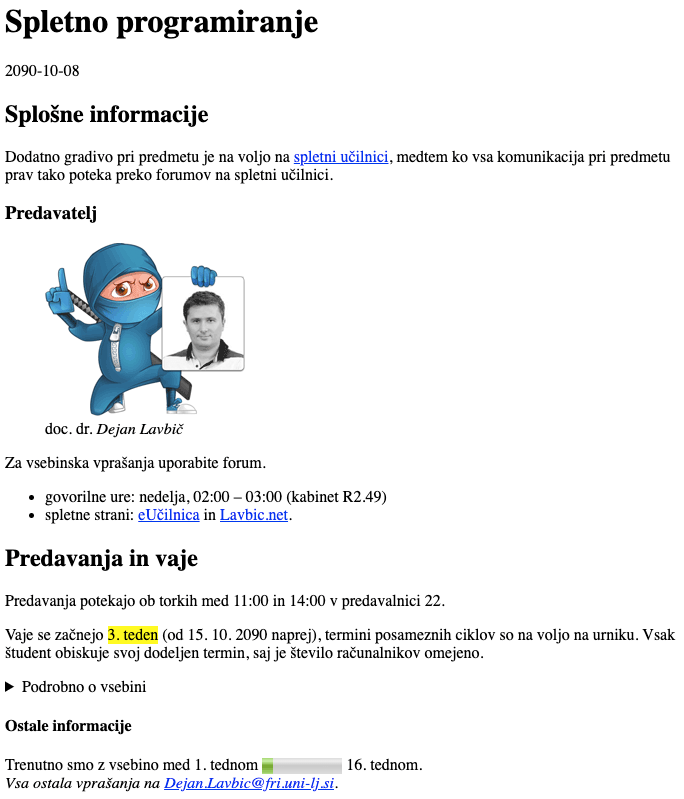 Spletno programiranje
2090-10-08
Splošne informacije
Dodatno gradivo pri predmetu je na voljo na spletni učilnici, medtem ko vsa komunikacija pri predmetu
prav tako poteka preko forumov na spletni učilnici.
Predavatelj
doc. dr. Dejan Lavbič
Za vsebinska vprašanja uporabite forum.
• govorilne ure: nedelja, 02:00 – 03:00 (kabinet R2.49)
• spletne strani: eUčilnica in Lavbic.net.
Predavanja in vaje
Predavanja potekajo ob torkih med 11:00 in 14:00 v predavalnici 22.
Vaje se začnejo 3. teden (od 15. 10. 2090 naprej), termini posameznih ciklov so na voljo na urniku. Vsak
študent obiskuje svoj dodeljen termin, saj je število računalnikov omejeno.
▶ Podrobno o vsebini
Ostale informacije
Trenutno smo z vsebino med 1. tednom 16. tednom.
Vsa ostala vprašanja na Dejan.Lavbic@fri.uni-lj.si.